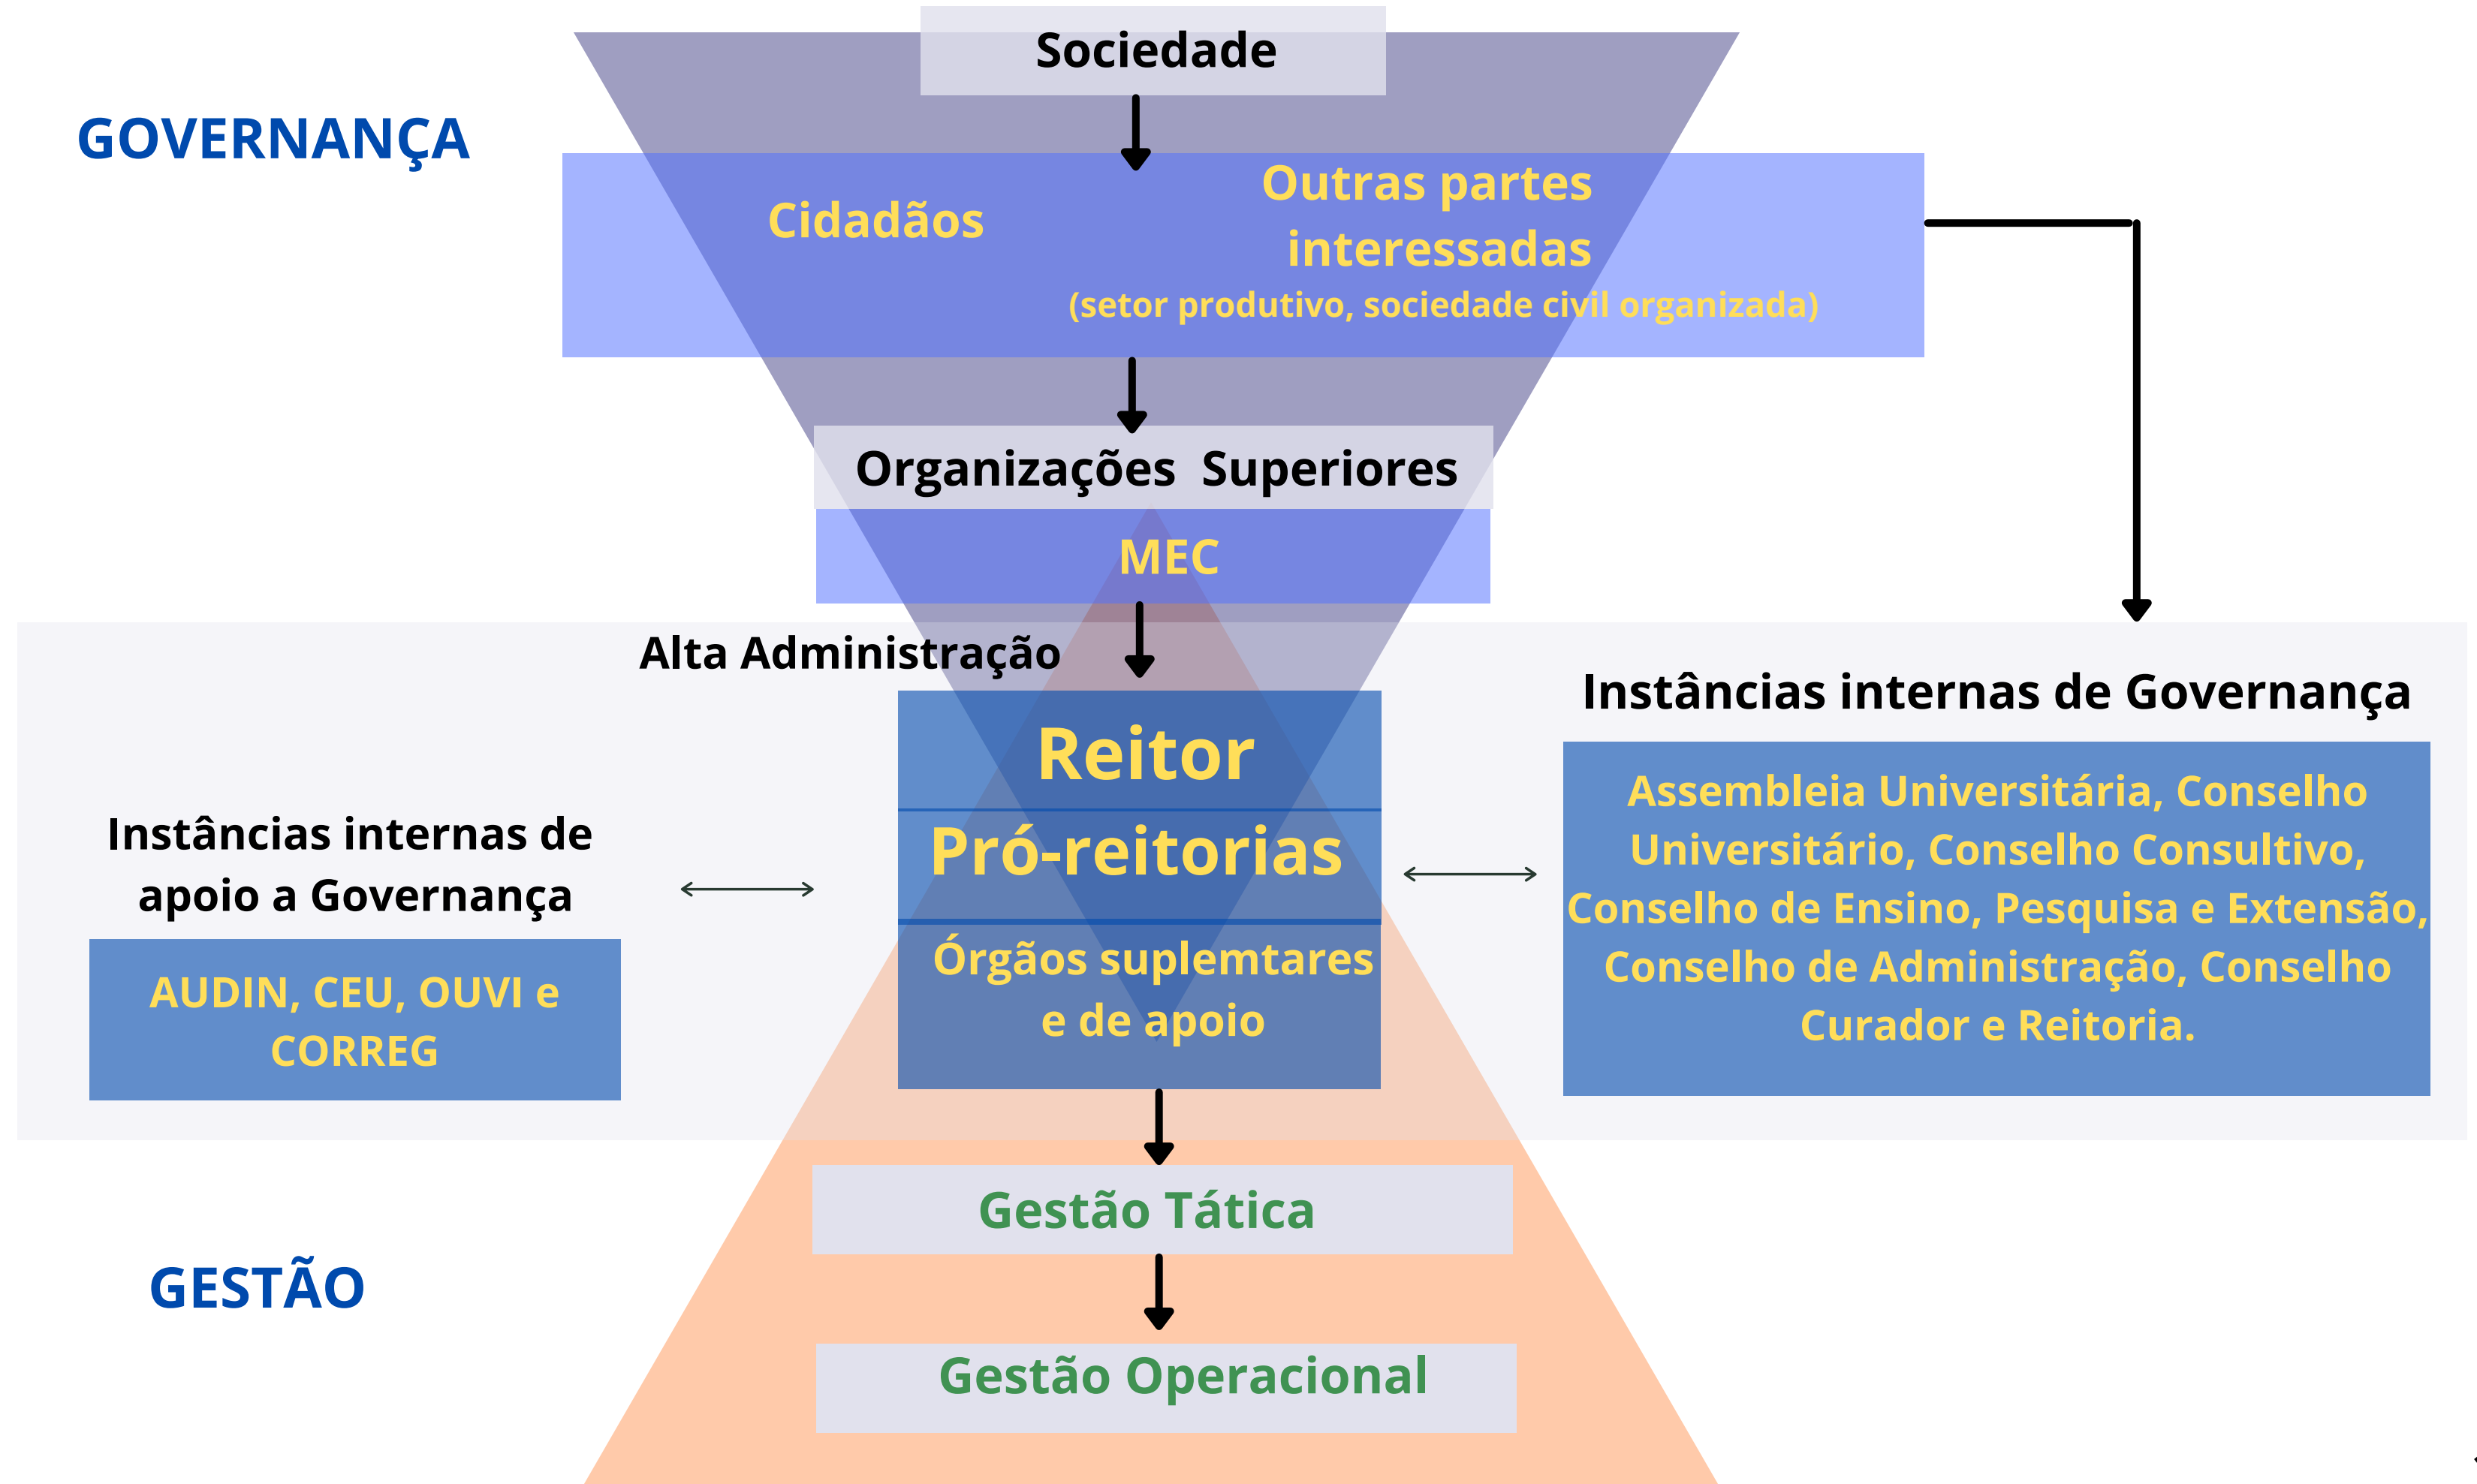 Sociedade
GOVERNANÇA
Cidadãos
Outras partes
interessadas
(setor produtivo, sociedade civil organizada)
Organizações Superiores
MEC
Alta Administração
Reitor
Pró-reitorias
Órgãos suplemtares
e de apoio
Instâncias internas de
apoio a Governança
AUDIN, CEU, OUVI e
CORREG
Instâncias internas de Governança
Assembleia Universitária, Conselho
Universitário, Conselho Consultivo,
Conselho de Ensino, Pesquisa e Extensão,
Conselho de Administração, Conselho
Curador e Reitoria.
Gestão Tática
GESTÃO
Gestão Operacional